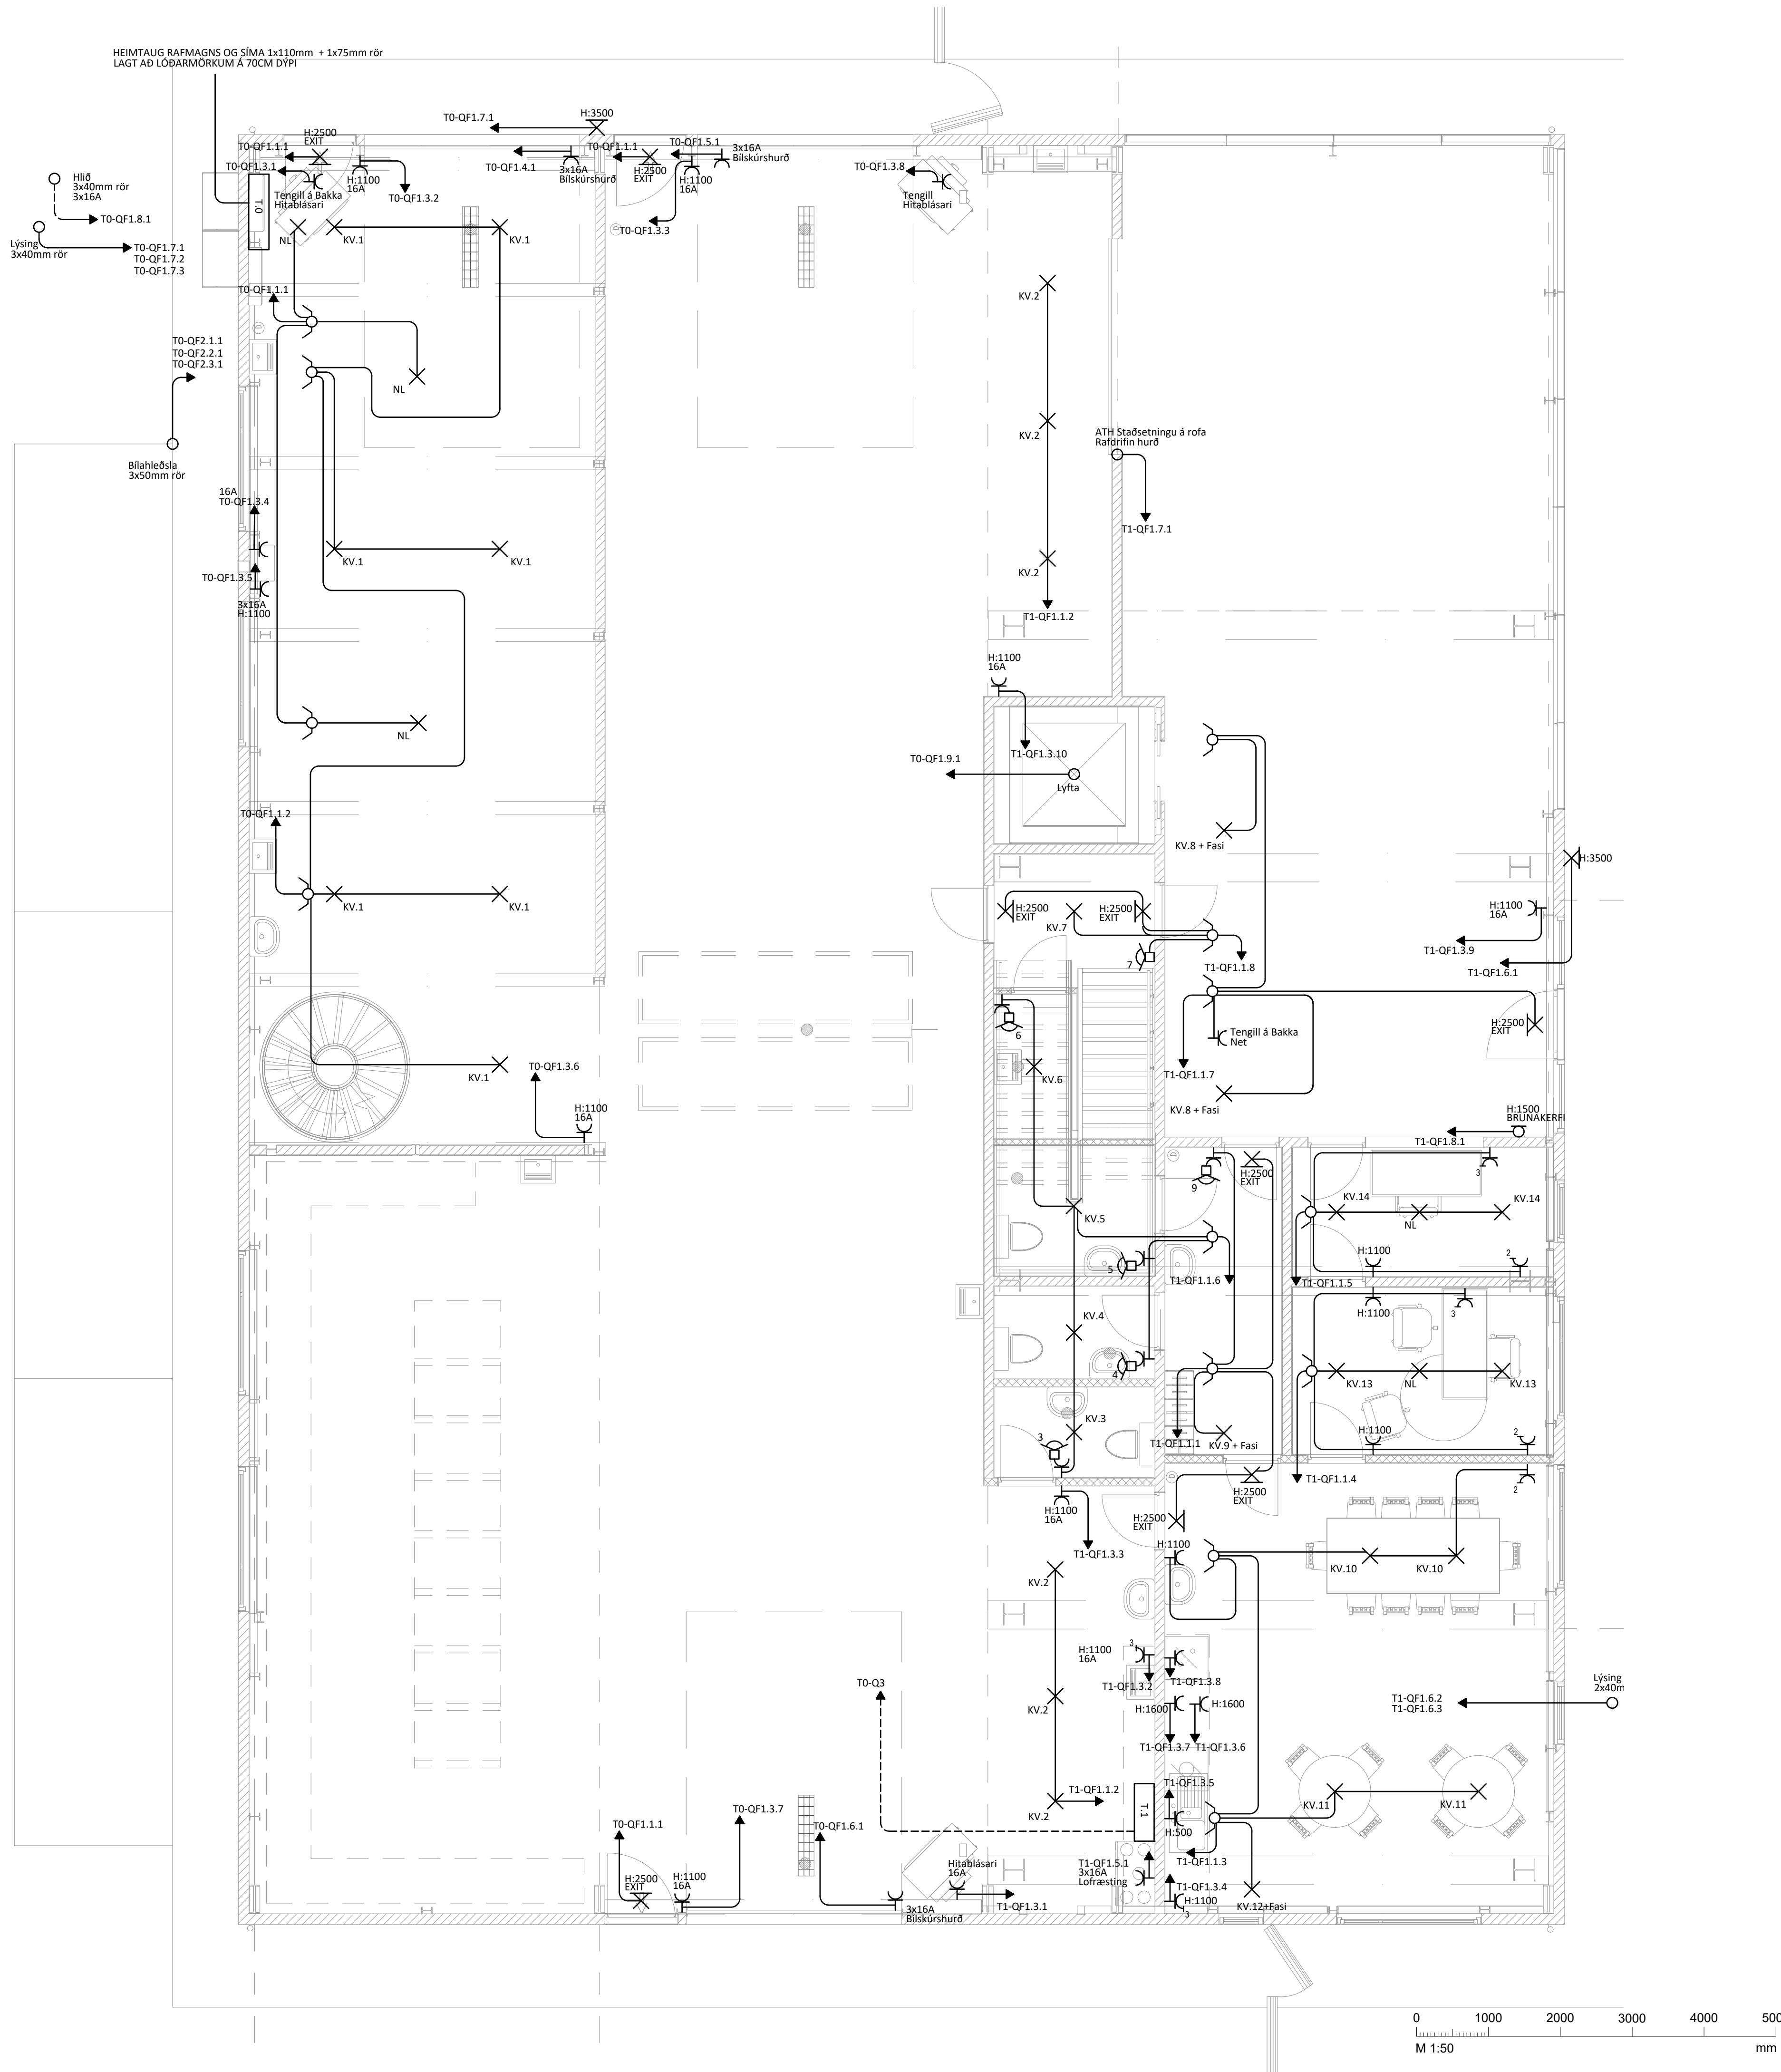 HEIMTAUG RAFMAGNS OG SÍMA 1x110mm + 1x75mm rör
LAGT AÐ LÓÐARMÖRKUM Á 70CM DÝPI
T0-QF1.7.1
H:3500
H:2500
EXIT
T0-QF1.1.1
T0-QF1.3.1
T.0
Tengill á Bakka
Hitablásari
H:1100
16A
T0-QF1.3.2
T0-QF1.4.1
3x16A
Bílskúrshurð
T0-QF1.1.1
H:2500
EXIT
T0-QF1.5.1
3x16A
Bílskúrshurð
H:1100
16A
T0-QF1.3.3
T0-QF1.3.8
Tengill
Hitablásari
Hlið
3x40mm rör
3x16A
T0-QF1.8.1
Lýsing
3x40mm rör
T0-QF1.7.1
T0-QF1.7.2
T0-QF1.7.3
NL
KV.1
KV.1
T0-QF1.1.1
KV.2
T0-QF2.1.1
T0-QF2.2.1
T0-QF2.3.1
NL
Bílahleðsla
3x50mm rör
KV.2
ATH Staðsetningu á rofa
Rafdrifin hurð
T1-QF1.7.1
16A
T0-QF1.3.4
KV.1
KV.1
T0-QF1.3.5
3x16A
H:1100
KV.2
T1-QF1.1.2
H:1100
16A
T1-QF1.3.10
NL
T0-QF1.9.1
Lyfta
T0-QF1.1.2
KV.8 + Fasi
H:3500
KV.1
KV.1
H:2500
EXIT
KV.7
H:2500
EXIT
7
T1-QF1.1.8
H:1100
16A
T1-QF1.3.9
T1-QF1.6.1
6
Tengill á Bakka
Net
H:2500
EXIT
KV.1
T0-QF1.3.6
KV.6
T1-QF1.1.7
KV.8 + Fasi
H:1100
16A
H:1500
BRUNAKERFI
T1-QF1.8.1
9
H:2500
EXIT
3
KV.5
KV.14
NL
KV.14
5
T1-QF1.1.6
H:1100
2
T1-QF1.1.5
H:1100
3
KV.4
4
KV.13
NL
KV.13
KV.3
3
T1-QF1.1.1
KV.9 + Fasi
H:1100
2
T1-QF1.1.4
H:2500
EXIT
2
H:1100
16A
H:2500
EXIT
T1-QF1.3.3
H:1100
KV.2
KV.10
KV.10
H:1100
16A
3
T1-QF1.3.2
T1-QF1.3.8
T0-Q3
KV.2
H:1600
H:1600
T1-QF1.3.7
T1-QF1.3.6
T1-QF1.6.2
T1-QF1.6.3
Lýsing
2x40m
T1-QF1.1.2
KV.2
T.1
T1-QF1.3.5
H:500
KV.11
KV.11
T0-QF1.1.1
T0-QF1.3.7
T0-QF1.6.1
H:2500
EXIT
H:1100
16A
3x16A
Bílskúrshurð
Hitablásari
16A
T1-QF1.3.1
T1-QF1.5.1
3x16A
Lofræsting
T1-QF1.1.3
T1-QF1.3.4
H:1100
3
KV.12+Fasi
0 1000 2000 3000 4000 500
M 1:50 mm